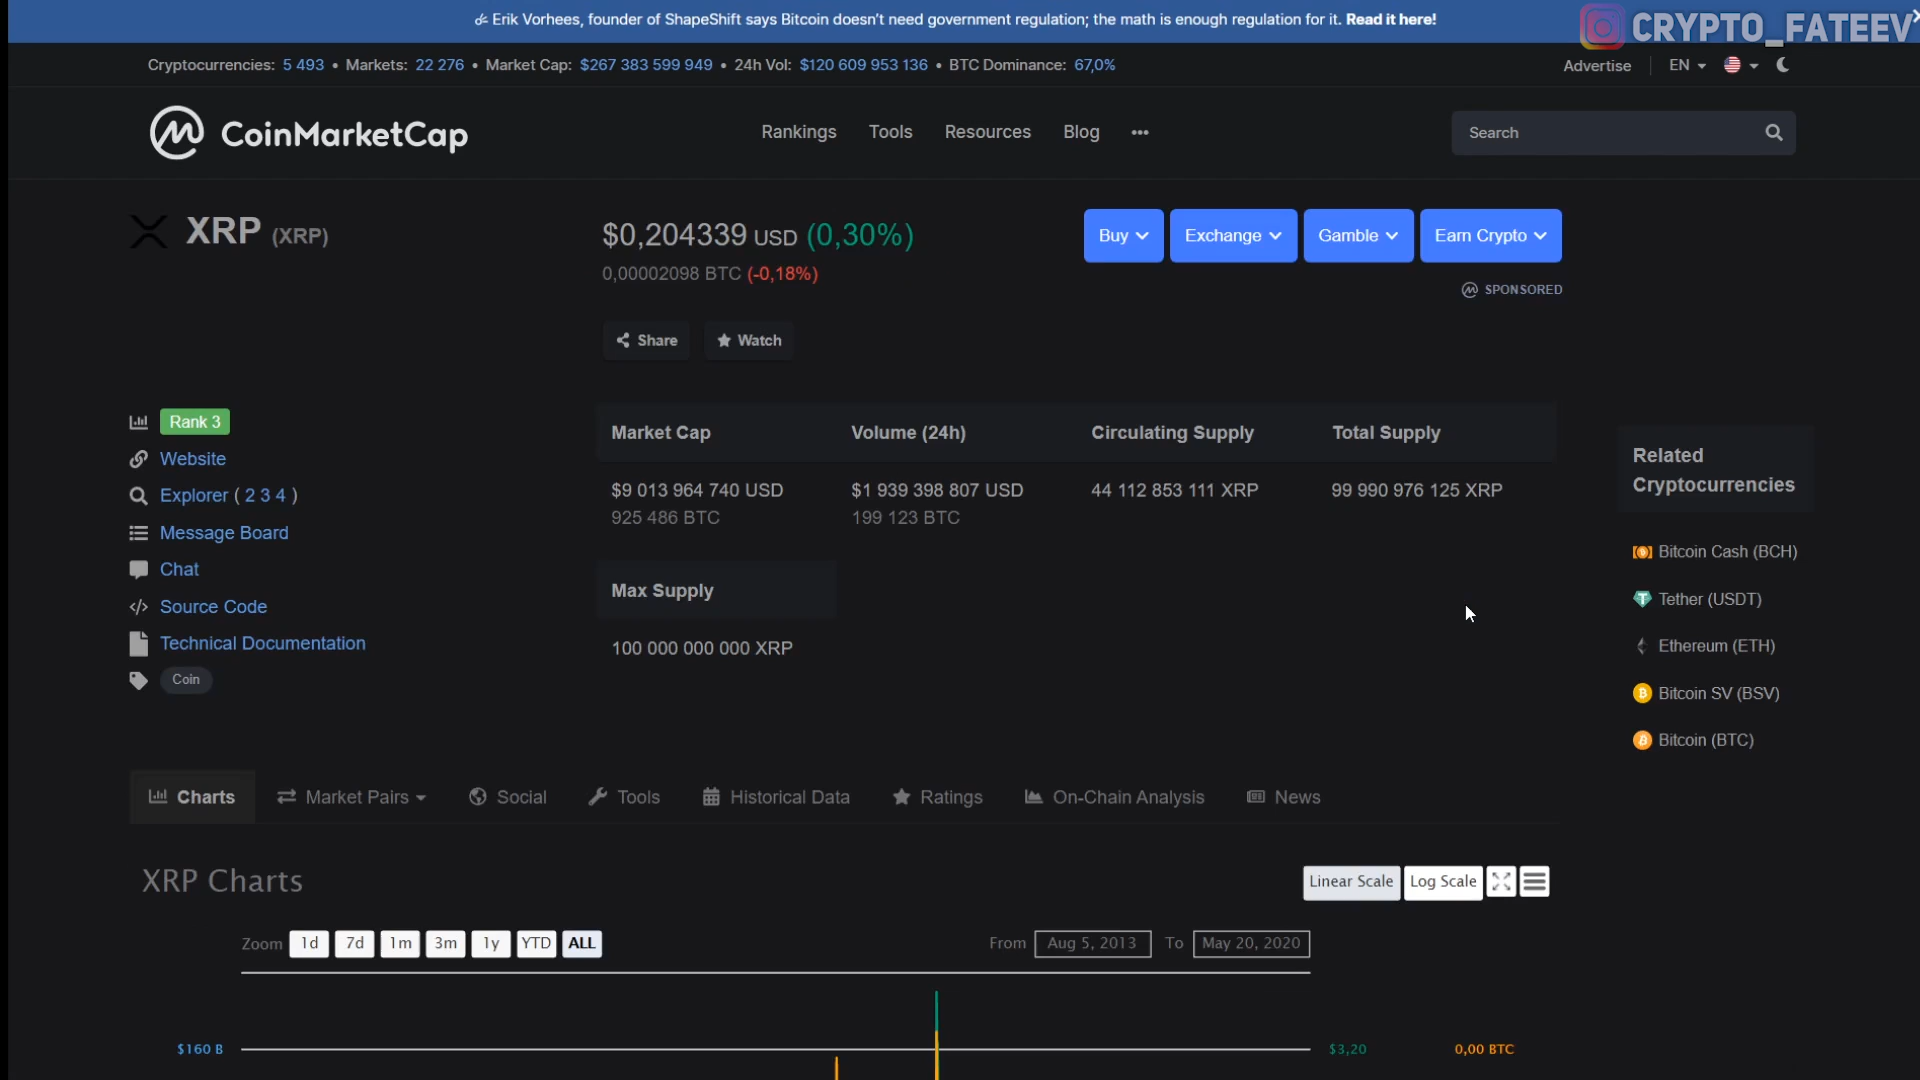 Erik Vorhees, founder of ShapeShift says Bitcoin doesn't need government regulation; the math is enough regulation for it. Read it here!
CRYPTO_FATEEV
Cryptocurrencies: 5 493 • Markets: 22 276 • Market Cap: $267 383 599 949 • 24h Vol: $120 609 953 136 • BTC Dominance: 67,0%
Advertise EN
CoinMarketCap
Rankings Tools Resources Blog •••
Search
XRP (XRP)
$0,204339 USD (0,30%)
0,00002098 BTC (-0,18%)
Buy Exchange Gamble Earn Crypto
SPONSORED
Share Watch
Rank 3
Website
Explorer ( 2 3 4 )
Message Board
Chat
Source Code
Technical Documentation
Coin
Market Cap Volume (24h) Circulating Supply Total Supply
$9 013 964 740 USD $1 939 398 807 USD 44 112 853 111 XRP 99 990 976 125 XRP
925 486 BTC 199 123 BTC
Max Supply
100 000 000 000 XRP
Related
Cryptocurrencies
Bitcoin Cash (BCH)
Tether (USDT)
Ethereum (ETH)
Bitcoin SV (BSV)
Bitcoin (BTC)
Charts Market Pairs Social Tools Historical Data Ratings On-Chain Analysis News
XRP Charts
Linear Scale Log Scale
Zoom 1d 7d 1m 3m 1y YTD ALL
From Aug 5, 2013 To May 20, 2020
$160 B $3,20 0,00 BTC